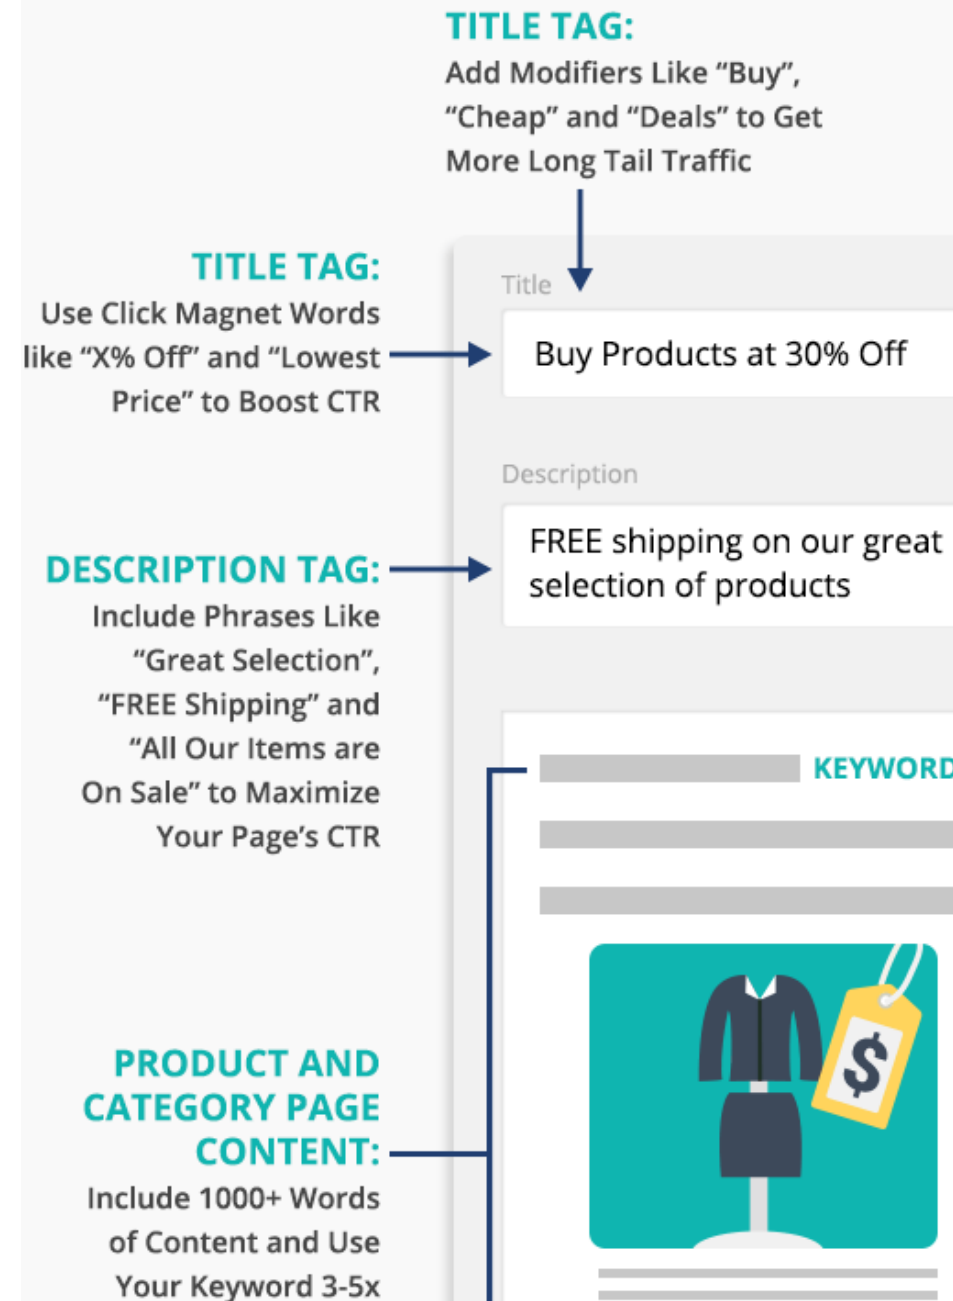 TITLE TAG:
Add Modifiers Like “Buy”,
“Cheap” and “Deals” to Get
More Long Tail Traffic
TITLE TAG:
Use Click Magnet Words
like “X% Off” and “Lowest
Price” to Boost CTR
Title
Buy Products at 30% Off
Description
FREE shipping on our great
selection of products
DESCRIPTION TAG:
Include Phrases Like
“Great Selection”,
“FREE Shipping” and
“All Our Items are
On Sale” to Maximize
Your Page’s CTR
KEYWORD
$
PRODUCT AND
CATEGORY PAGE
CONTENT:
Include 1000+ Words
of Content and Use
Your Keyword 3-5x